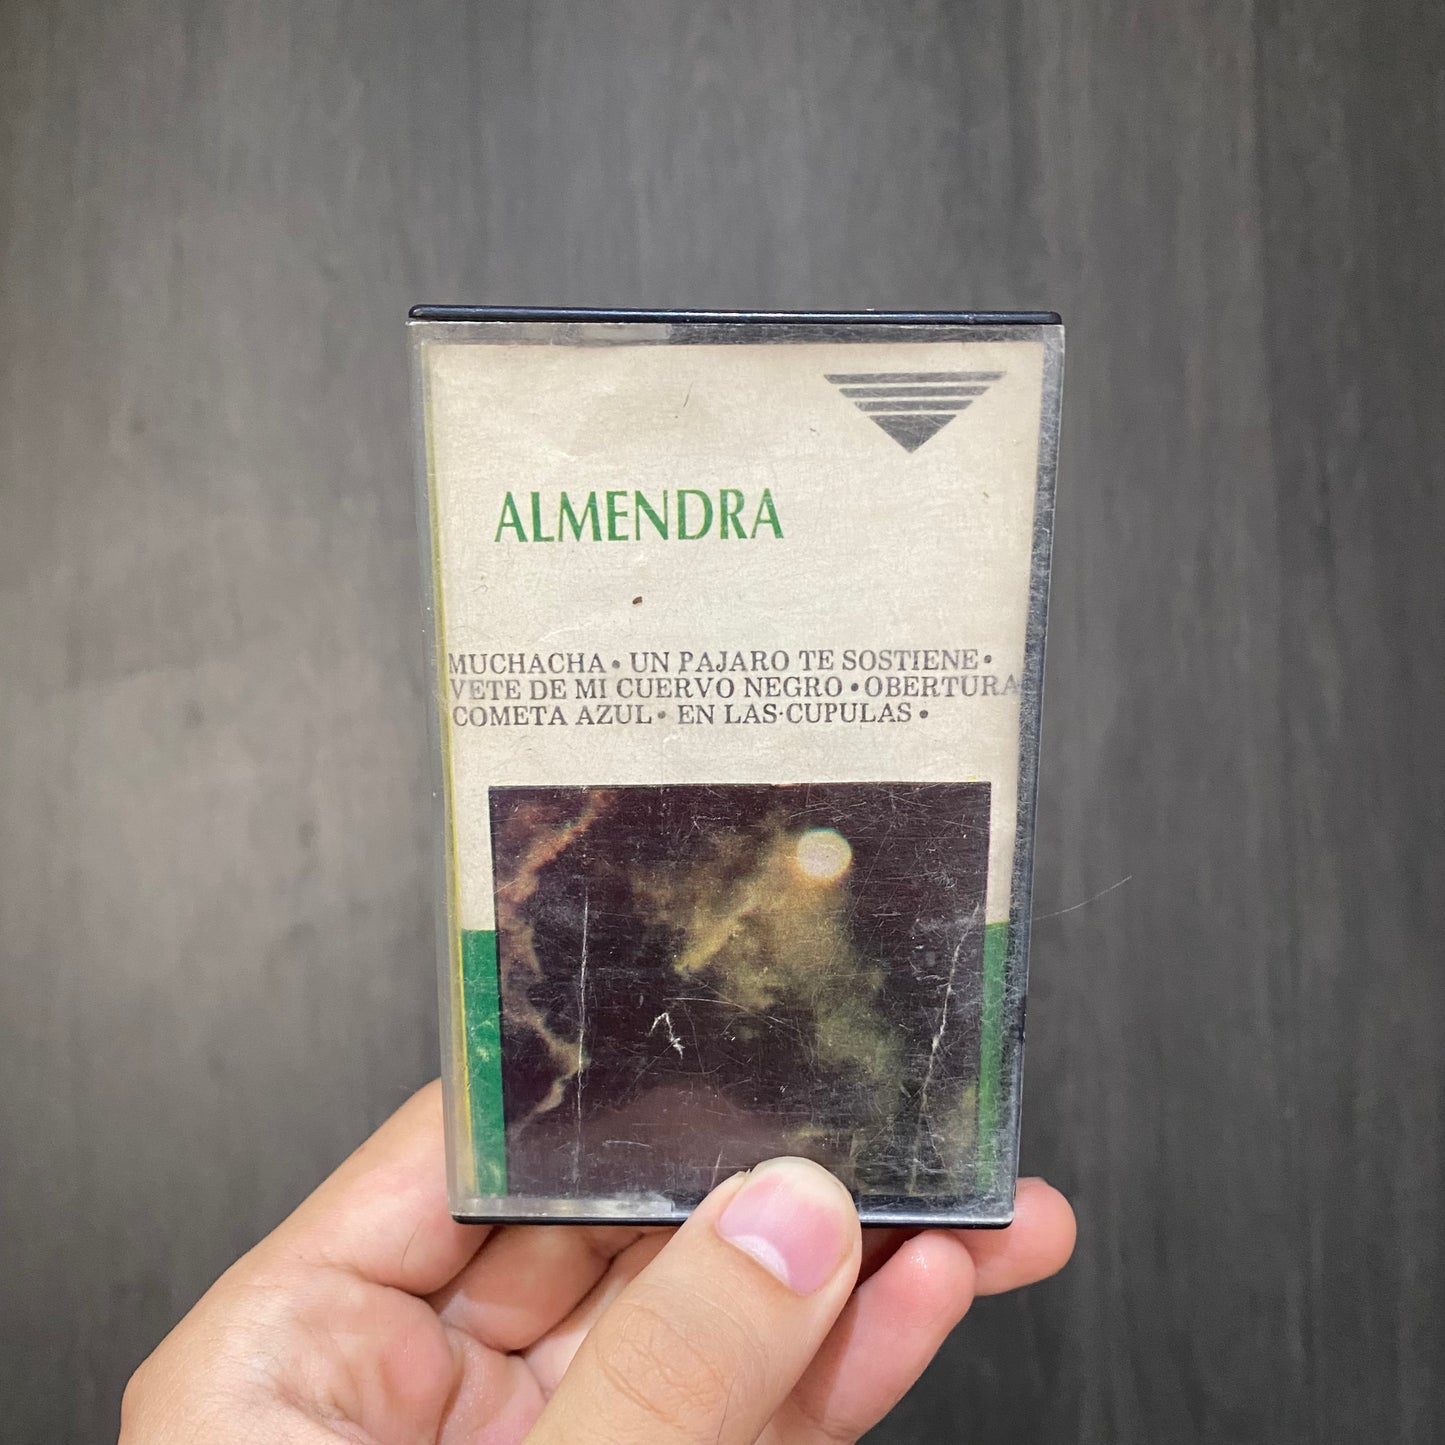 ALMENDRA
MUCHACHA • UN PAJARO TE SOSTIENE •
VETE DE MI CUERVO NEGRO • OBERTURA
COMETA AZUL • EN LAS·CUPULAS •